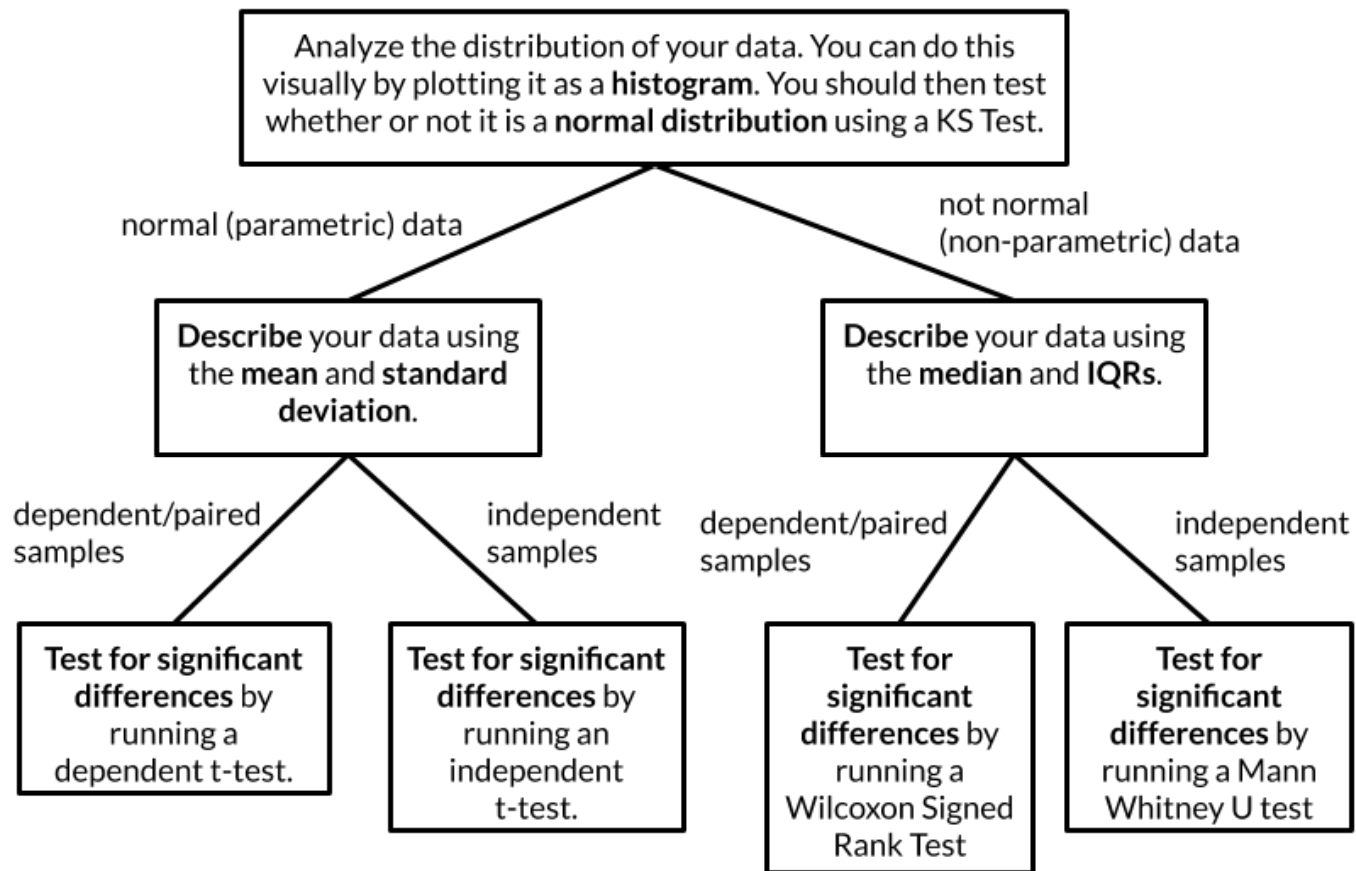 Analyze the distribution of your data. You can do this
visually by plotting it as a histogram. You should then test
whether or not it is a normal distribution using a KS Test.
normal (parametric) data
not normal
(non-parametric) data
Describe your data using
the mean and standard
deviation.
Describe your data using
the median and IQRs.
dependent/paired
samples
independent
samples
dependent/paired
samples
independent
samples
Test for significant
differences by
running a
dependent t-test.
Test for significant
differences by
running an
independent
t-test.
Test for
significant
differences by
running a
Wilcoxon Signed
Rank Test
Test for
significant
differences by
running a Mann
Whitney U test